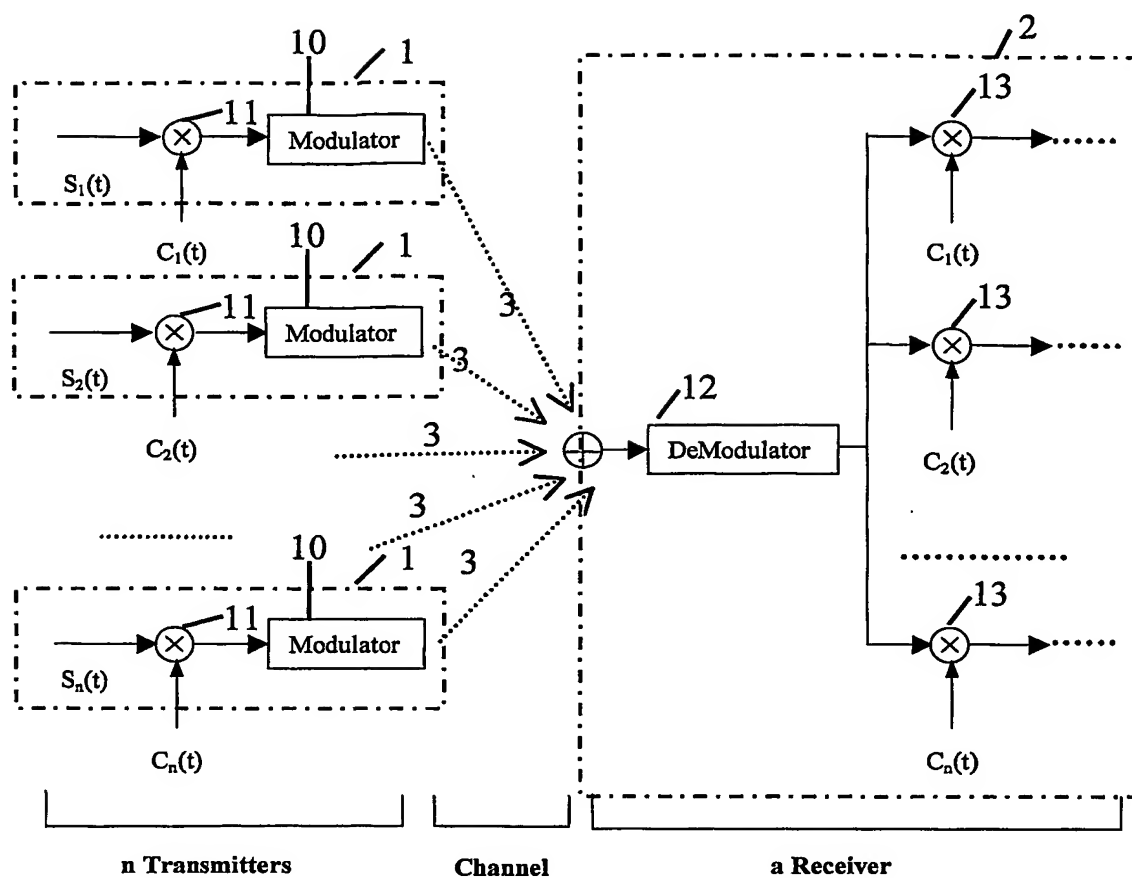 10
1
2
11
Modulator
S1(t)
C1(t)
13
C1(t)
10
1
11
Modulator
S2(t)
C2(t)
3
3
3
3
3
12
DeModulator
13
C2(t)
10
1
11
Modulator
Sn(t)
Cn(t)
13
Cn(t)
n Transmitters
Channel
a Receiver